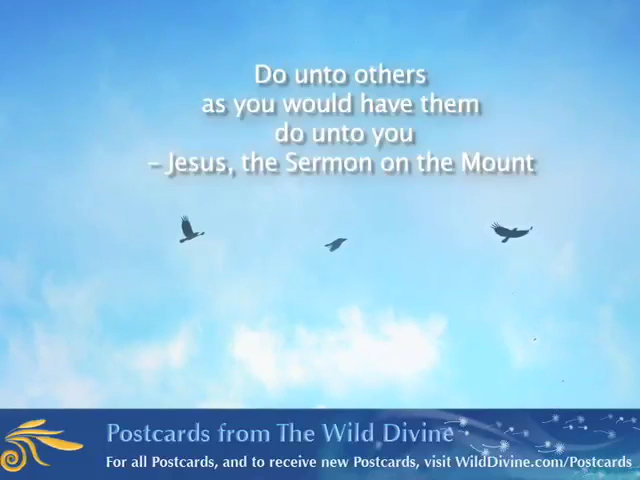 Do unto others
as you would have them
do unto you
– Jesus, the Sermon on the Mount
Postcards from The Wild Divine
For all Postcards, and to receive new Postcards, visit WildDivine.com/Postcards